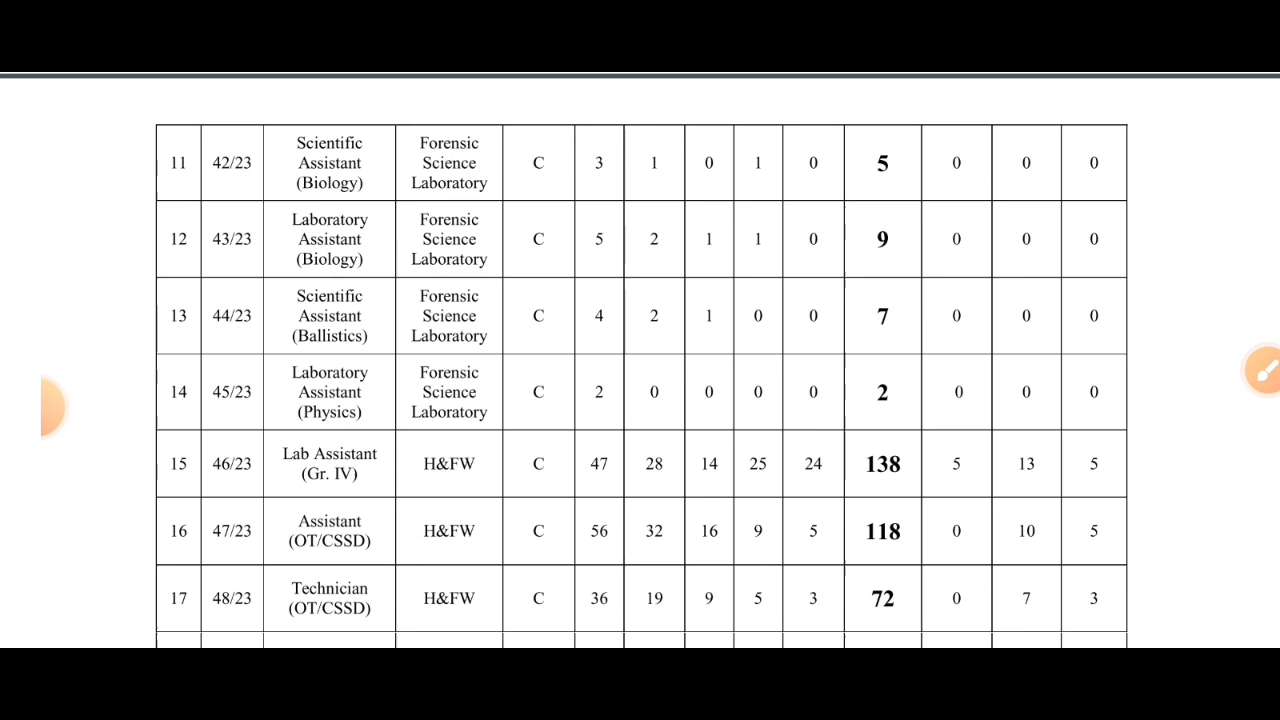 11 42/23 Scientific Assistant (Biology) Forensic Science Laboratory C 3 1 0 1 0 5 0 0 0
12 43/23 Laboratory Assistant (Biology) Forensic Science Laboratory C 5 2 1 1 0 9 0 0 0
13 44/23 Scientific Assistant (Ballistics) Forensic Science Laboratory C 4 2 1 0 0 7 0 0 0
14 45/23 Laboratory Assistant (Physics) Forensic Science Laboratory C 2 0 0 0 0 2 0 0 0
15 46/23 Lab Assistant (Gr. IV) H&FW C 47 28 14 25 24 138 5 13 5
16 47/23 Assistant (OT/CSSD) H&FW C 56 32 16 9 5 118 0 10 5
17 48/23 Technician (OT/CSSD) H&FW C 36 19 9 5 3 72 0 7 3